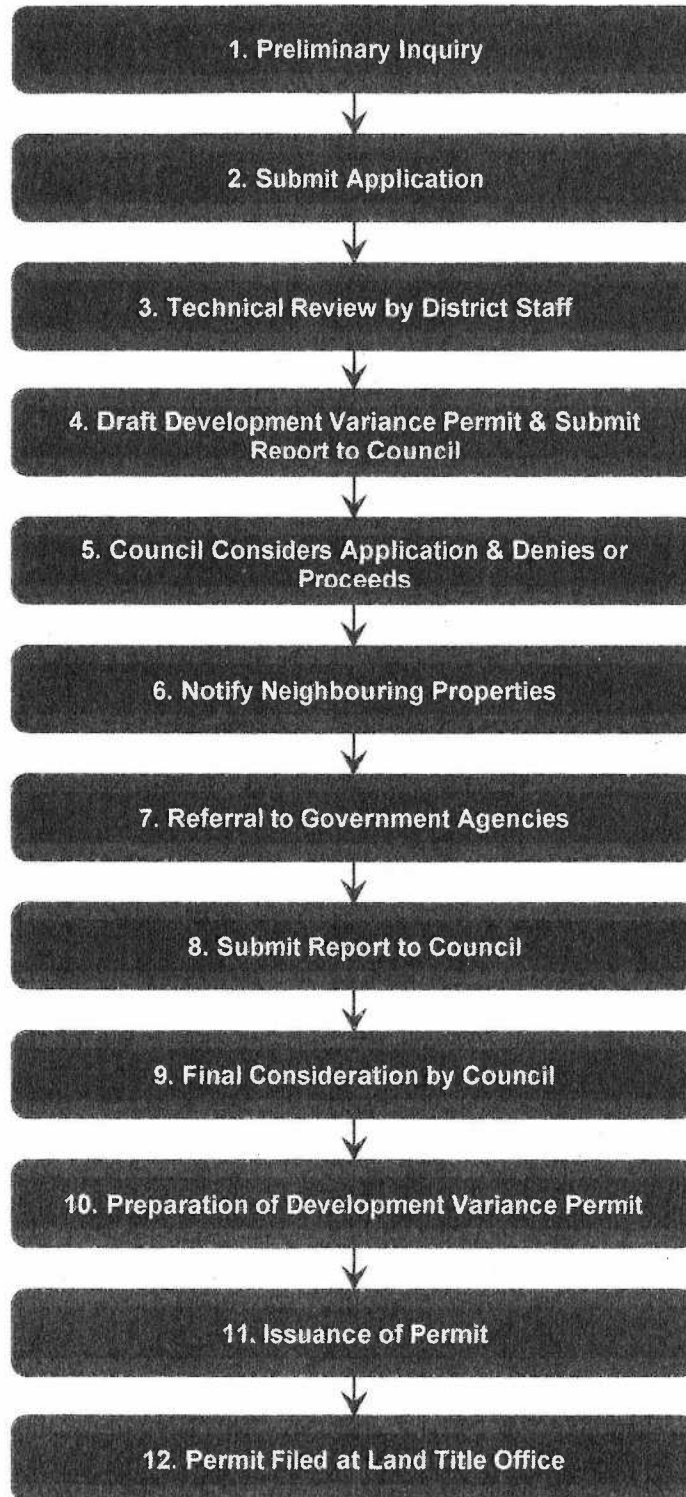 1. Preliminary Inquiry
2. Submit Application
3. Technical Review by District Staff
4. Draft Development Variance Permit & Submit
Report to Council
5. Council Considers Application & Denies or
Proceeds
6. Notify Neighbouring Properties
7. Referral to Government Agencies
8. Submit Report to Council
9. Final Consideration by Council
10. Preparation of Development Variance Permit
11. Issuance of Permit
12. Permit Filed at Land Title Office